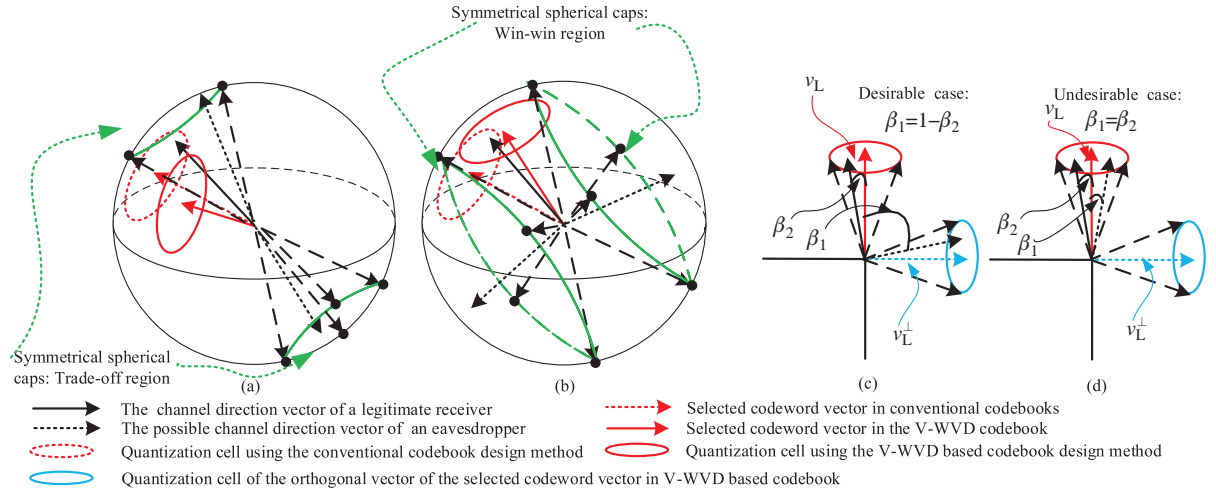 Symmetrical spherical caps:
Win-win region
Symmetrical spherical
caps: Trade-off region
(a)
(b)
v_L
Desirable case:
β₁=1−β₂
β₂
β₁
v_L^⊥
(c)
v_L
Undesirable case:
β₁=β₂
β₂
β₁
v_L^⊥
(d)
The channel direction vector of a legitimate receiver
The possible channel direction vector of an eavesdropper
Quantization cell using the conventional codebook design method
Selected codeword vector in conventional codebooks
Selected codeword vector in the V-WVD codebook
Quantization cell using the V-WVD based codebook design method
Quantization cell of the orthogonal vector of the selected codeword vector in V-WVD based codebook